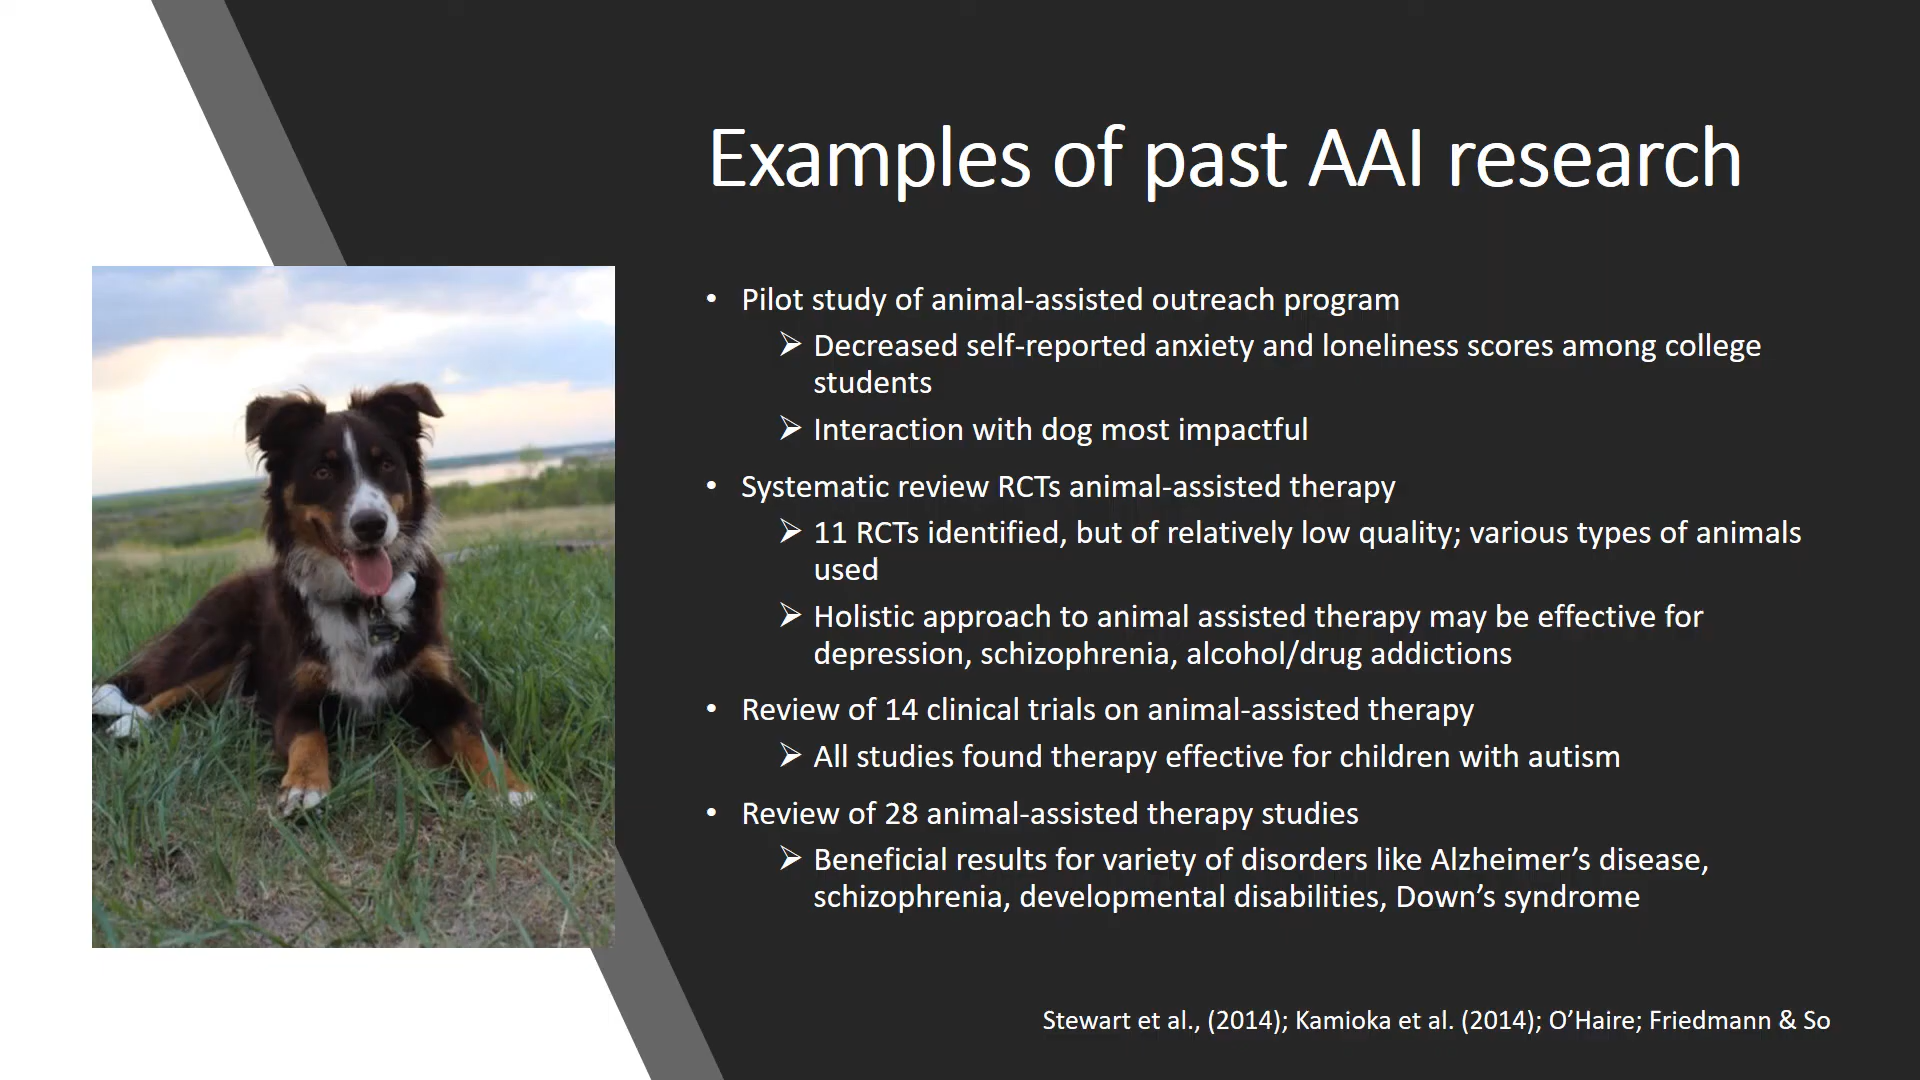 Examples of past AAI research
• Pilot study of animal-assisted outreach program
➢ Decreased self-reported anxiety and loneliness scores among college
students
➢ Interaction with dog most impactful
• Systematic review RCTs animal-assisted therapy
➢ 11 RCTs identified, but of relatively low quality; various types of animals
used
➢ Holistic approach to animal assisted therapy may be effective for
depression, schizophrenia, alcohol/drug addictions
• Review of 14 clinical trials on animal-assisted therapy
➢ All studies found therapy effective for children with autism
• Review of 28 animal-assisted therapy studies
➢ Beneficial results for variety of disorders like Alzheimer’s disease,
schizophrenia, developmental disabilities, Down’s syndrome
Stewart et al., (2014); Kamioka et al. (2014); O’Haire; Friedmann & So